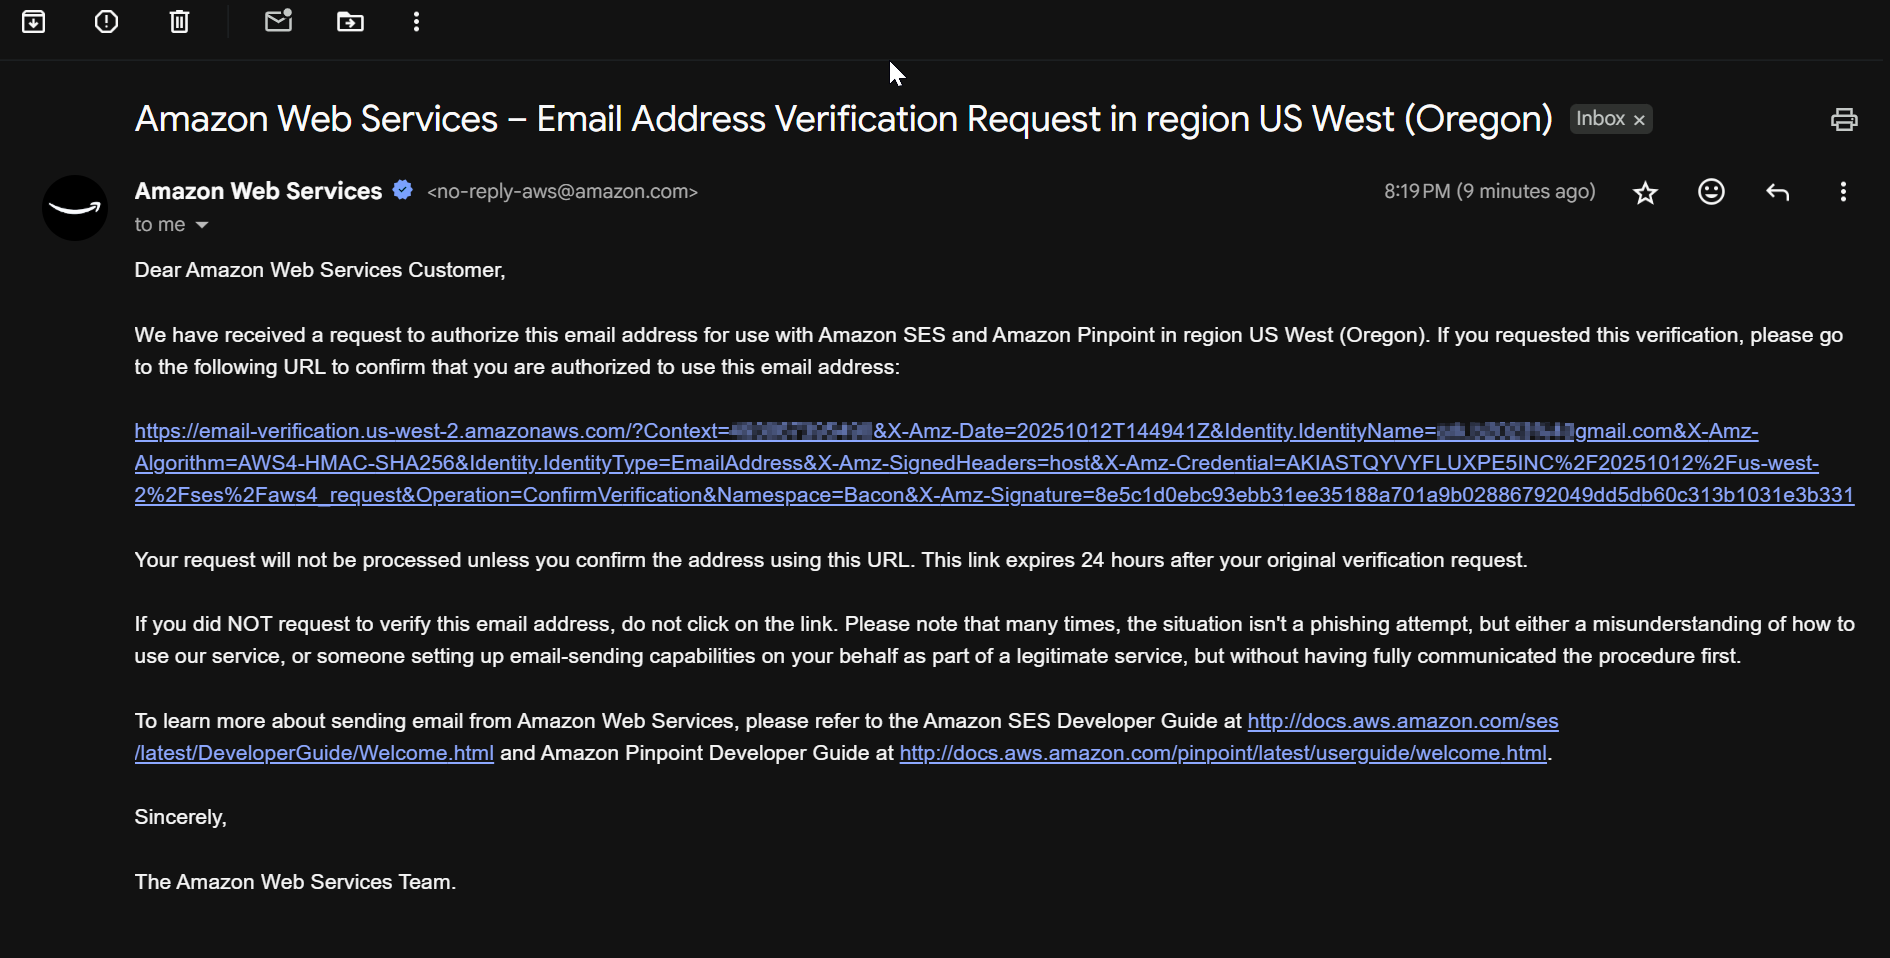 Amazon Web Services – Email Address Verification Request in region US West (Oregon) Inbox ×
Amazon Web Services <no-reply-aws@amazon.com> 8:19 PM (9 minutes ago)
to me
Dear Amazon Web Services Customer,
We have received a request to authorize this email address for use with Amazon SES and Amazon Pinpoint in region US West (Oregon). If you requested this verification, please go
to the following URL to confirm that you are authorized to use this email address:
https://email-verification.us-west-2.amazonaws.com/?Context= &X-Amz-Date=20251012T144941Z&Identity.IdentityName= gmail.com&X-Amz-
Algorithm=AWS4-HMAC-SHA256&Identity.IdentityType=EmailAddress&X-Amz-SignedHeaders=host&X-Amz-Credential=AKIASTQYVYFLUXPE5INC%2F20251012%2Fus-west-
2%2Fses%2Faws4_request&Operation=ConfirmVerification&Namespace=Bacon&X-Amz-Signature=8e5c1d0ebc93ebb31ee35188a701a9b02886792049dd5db60c313b1031e3b331
Your request will not be processed unless you confirm the address using this URL. This link expires 24 hours after your original verification request.
If you did NOT request to verify this email address, do not click on the link. Please note that many times, the situation isn't a phishing attempt, but either a misunderstanding of how to
use our service, or someone setting up email-sending capabilities on your behalf as part of a legitimate service, but without having fully communicated the procedure first.
To learn more about sending email from Amazon Web Services, please refer to the Amazon SES Developer Guide at http://docs.aws.amazon.com/ses
/latest/DeveloperGuide/Welcome.html and Amazon Pinpoint Developer Guide at http://docs.aws.amazon.com/pinpoint/latest/userguide/welcome.html.
Sincerely,
The Amazon Web Services Team.